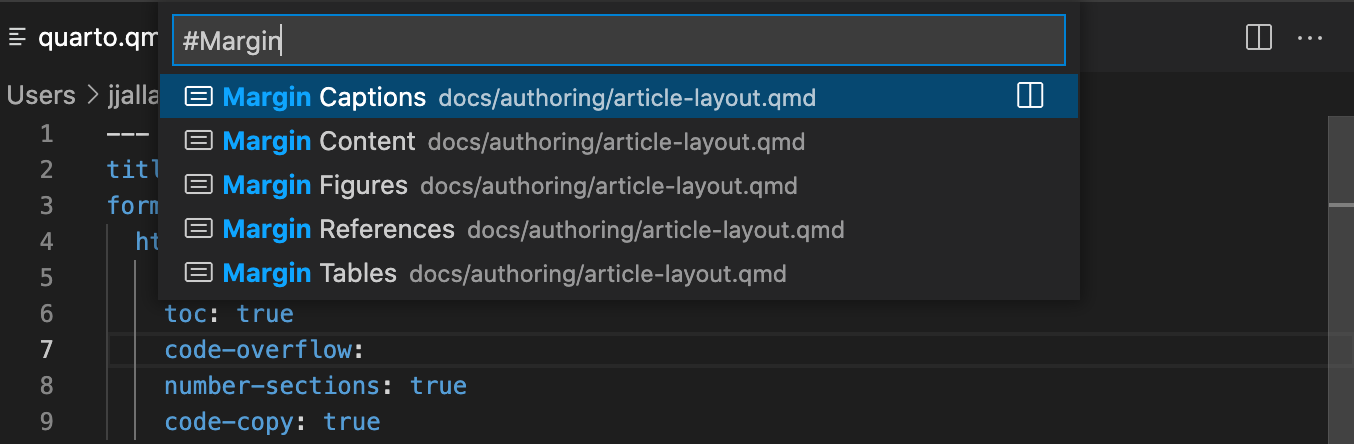 quarto.qm
#Margin
Users > jjalla
Margin Captions docs/authoring/article-layout.qmd
Margin Content docs/authoring/article-layout.qmd
Margin Figures docs/authoring/article-layout.qmd
Margin References docs/authoring/article-layout.qmd
Margin Tables docs/authoring/article-layout.qmd
1 ---
2 titl
3 form
4 ht
5
6 toc: true
7 code-overflow:
8 number-sections: true
9 code-copy: true